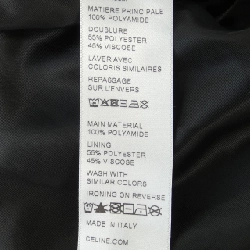 MATIÈRE PRINCIPALE
100% POLYAMIDE
DOUBLURE
55% POLYESTER
45% VISCOSE
LAVER AVEC
COLORIS SIMILAIRES
REPASSAGE
SUR L'ENVERS
MAIN MATERIAL
100% POLYAMIDE
LINING
55% POLYESTER
45% VISCOSE
WASH WITH
SIMILAR COLORS
IRONING ON REVERSE
MADE IN ITALY
CELINE.COM